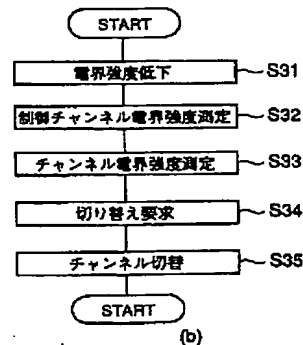 START
電界強度低下
S31
制御チャンネル電界強度測定
S32
チャンネル電界強度測定
S33
切り替え要求
S34
チャンネル切替
S35
START
(b)